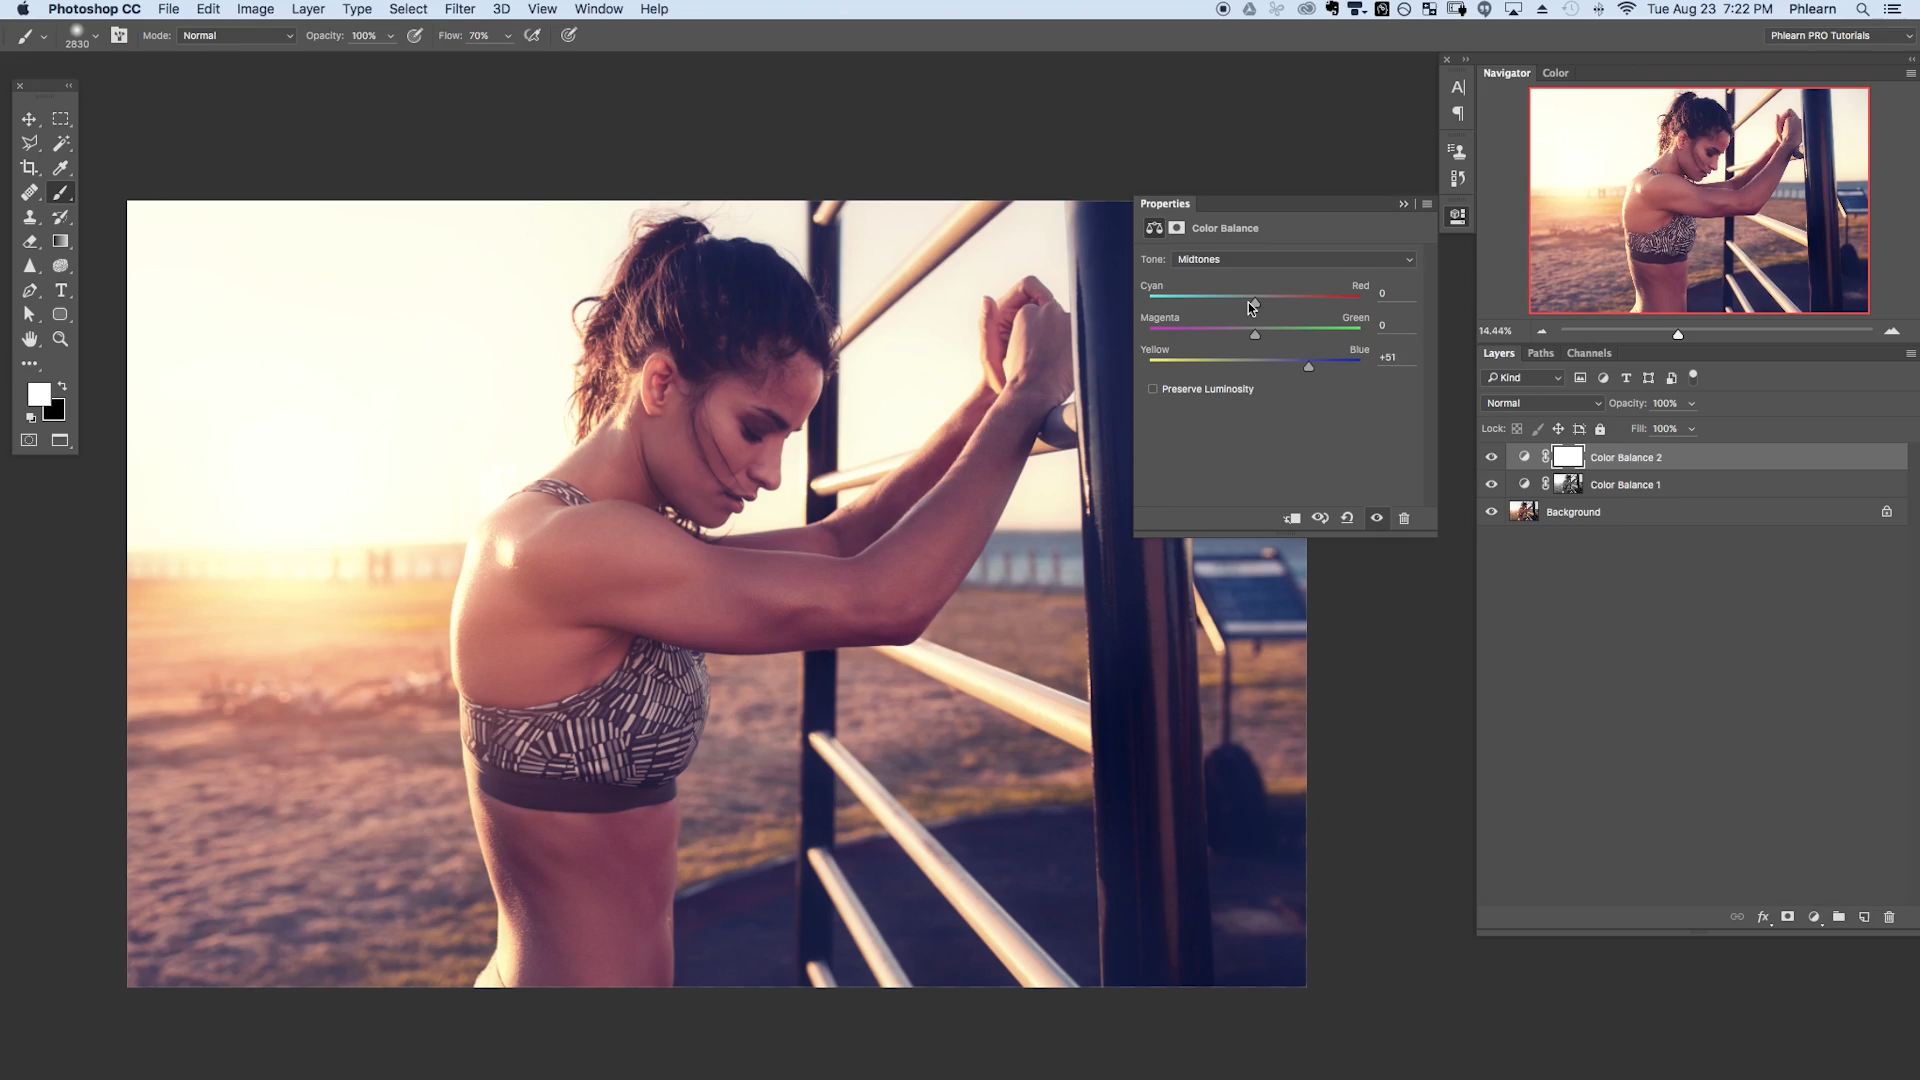 Photoshop CC File Edit Image Layer Type Select Filter 3D View Window Help Tue Aug 23 7:22 PM Phlearn
2830 Mode: Normal Opacity: 100% Flow: 70% Phlearn PRO Tutorials
Navigator Color
14.44%
Properties
Color Balance
Tone: Midtones
Cyan Red 0
Magenta Green 0
Yellow Blue +51
Preserve Luminosity
Layers Paths Channels
Kind
Normal Opacity: 100%
Lock: Fill: 100%
Color Balance 2
Color Balance 1
Background